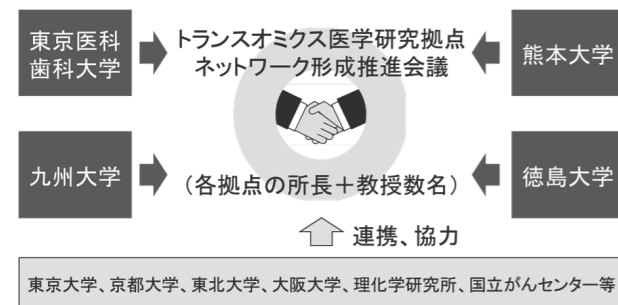 東京医科
歯科大学
トランスオミクス医学研究拠点
ネットワーク形成推進会議
熊本大学
九州大学
(各拠点の所長+教授数名)
徳島大学
連携、協力
東京大学、京都大学、東北大学、大阪大学、理化学研究所、国立がんセンター等